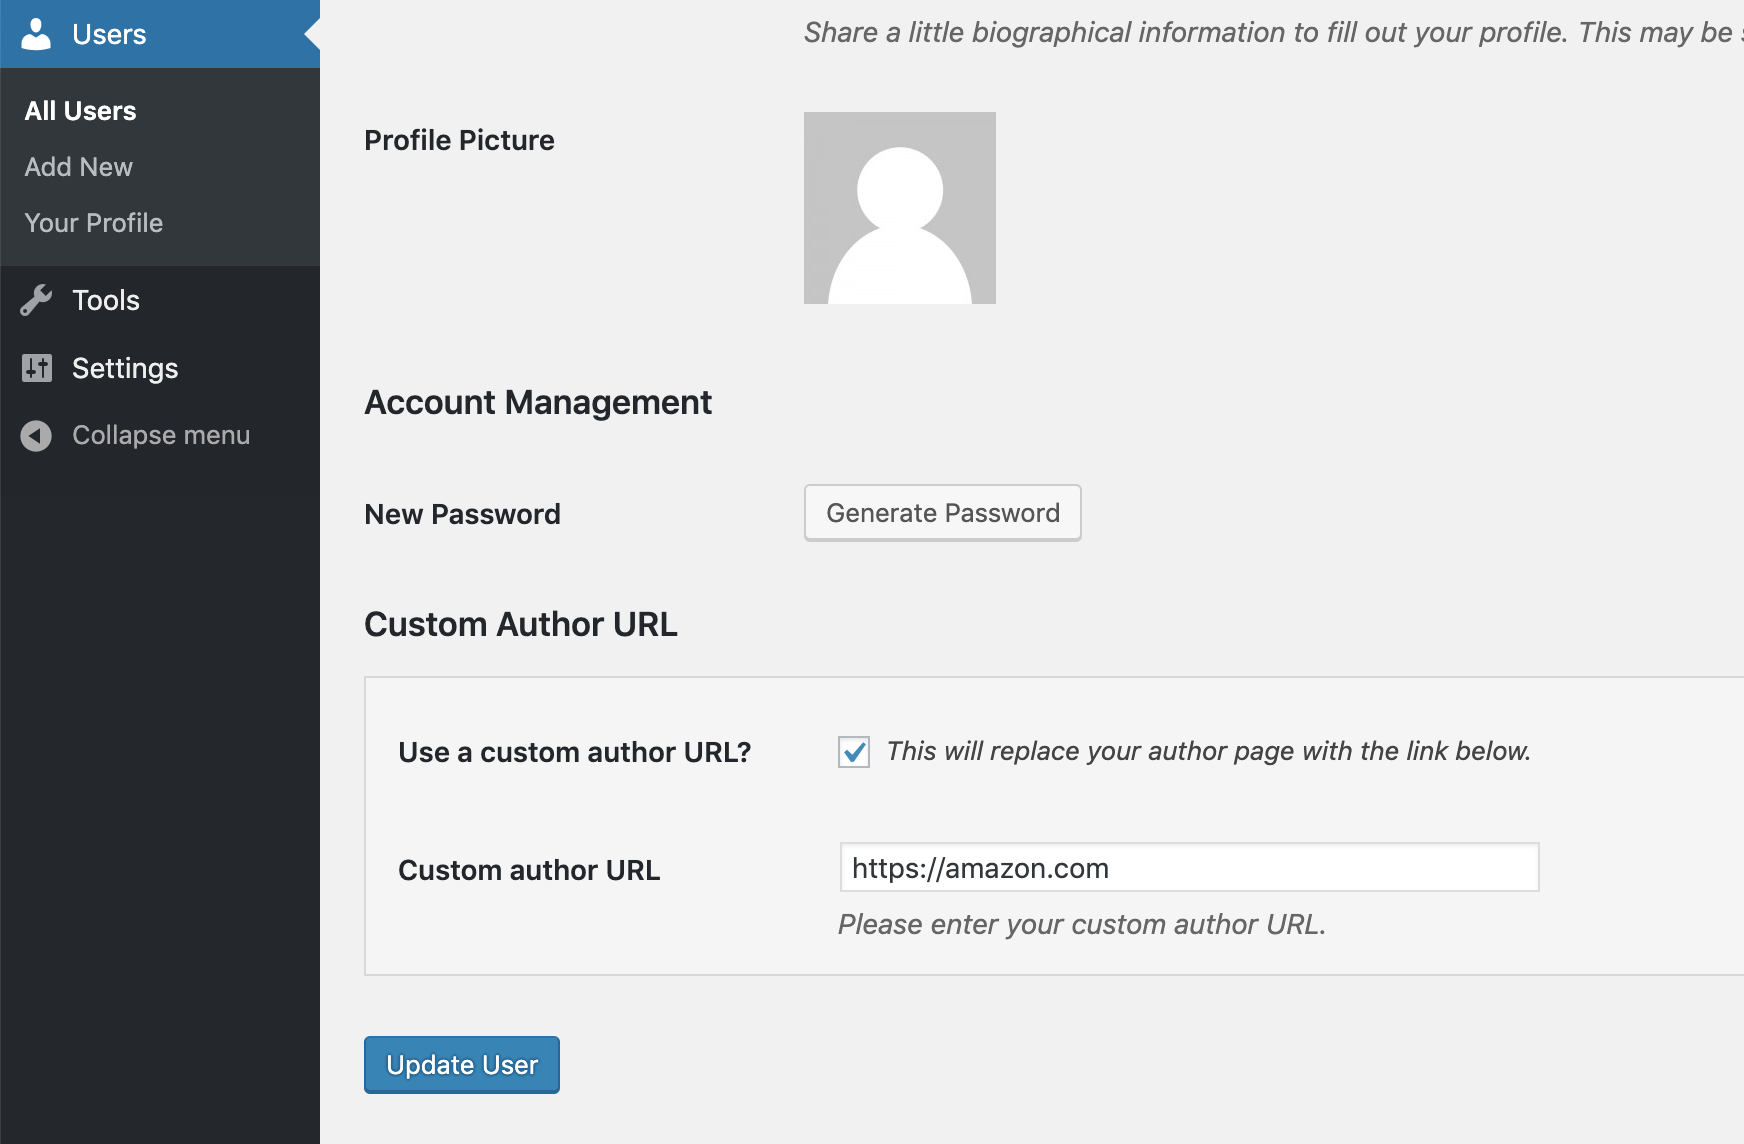 Users
All Users
Add New
Your Profile
Tools
Settings
Collapse menu
Share a little biographical information to fill out your profile. This may be
Profile Picture
Account Management
New Password
Generate Password
Custom Author URL
Use a custom author URL?
This will replace your author page with the link below.
Custom author URL
https://amazon.com
Please enter your custom author URL.
Update User